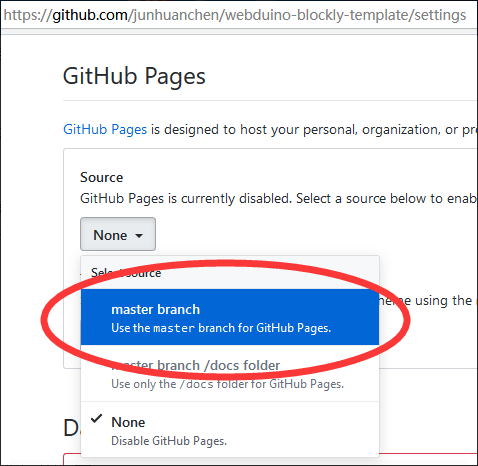 https://github.com/junhuanchen/webduino-blockly-template/settings
GitHub Pages
GitHub Pages is designed to host your personal, organization, or pr
Source
GitHub Pages is currently disabled. Select a source below to enab
None
Select source
master branch
Use the master branch for GitHub Pages.
eme using the
master branch /docs folder
Use only the /docs folder for GitHub Pages.
None
Disable GitHub Pages.
Da